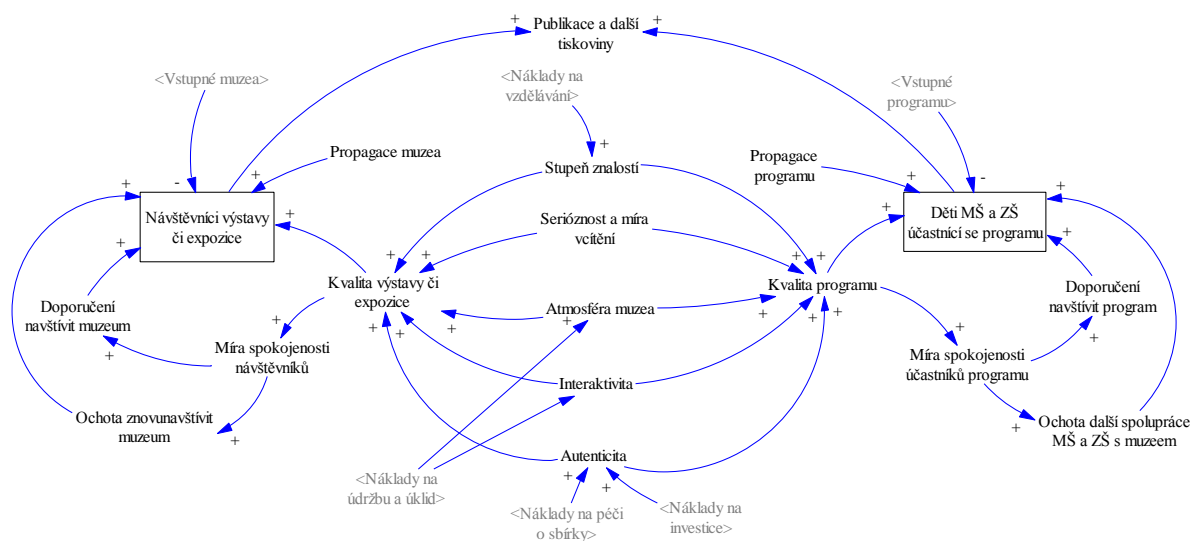 Publikace a další
tiskoviny
+
+
<Vstupné muzea>
<Náklady na
vzdělávání>
<Vstupné
programu>
Propagace muzea
Propagace
programu
+
Stupeň znalostí
+
-
+
+
-
+
Návštěvníci výstavy
či expozice
+
Serióznost a míra
vcítění
+
Děti MŠ a ZŠ
účastnící se programu
+
+
+
+
+
+
Kvalita výstavy či
expozice
Kvalita programu
Doporučení
navštívit muzeum
Doporučení
navštívit program
+
Atmosféra muzea
+
+
+
+
+
+
+
+
+
+
+
Míra spokojenosti
návštěvníků
Míra spokojenosti
účastníků programu
Interaktivita
+
Ochota znovunavštívit
muzeum
+
+
Ochota další spolupráce
MŠ a ZŠ s muzeem
Autenticita
<Náklady na
údržbu a úklid>
+
+
<Náklady na péči
o sbírky>
<Náklady na
investice>